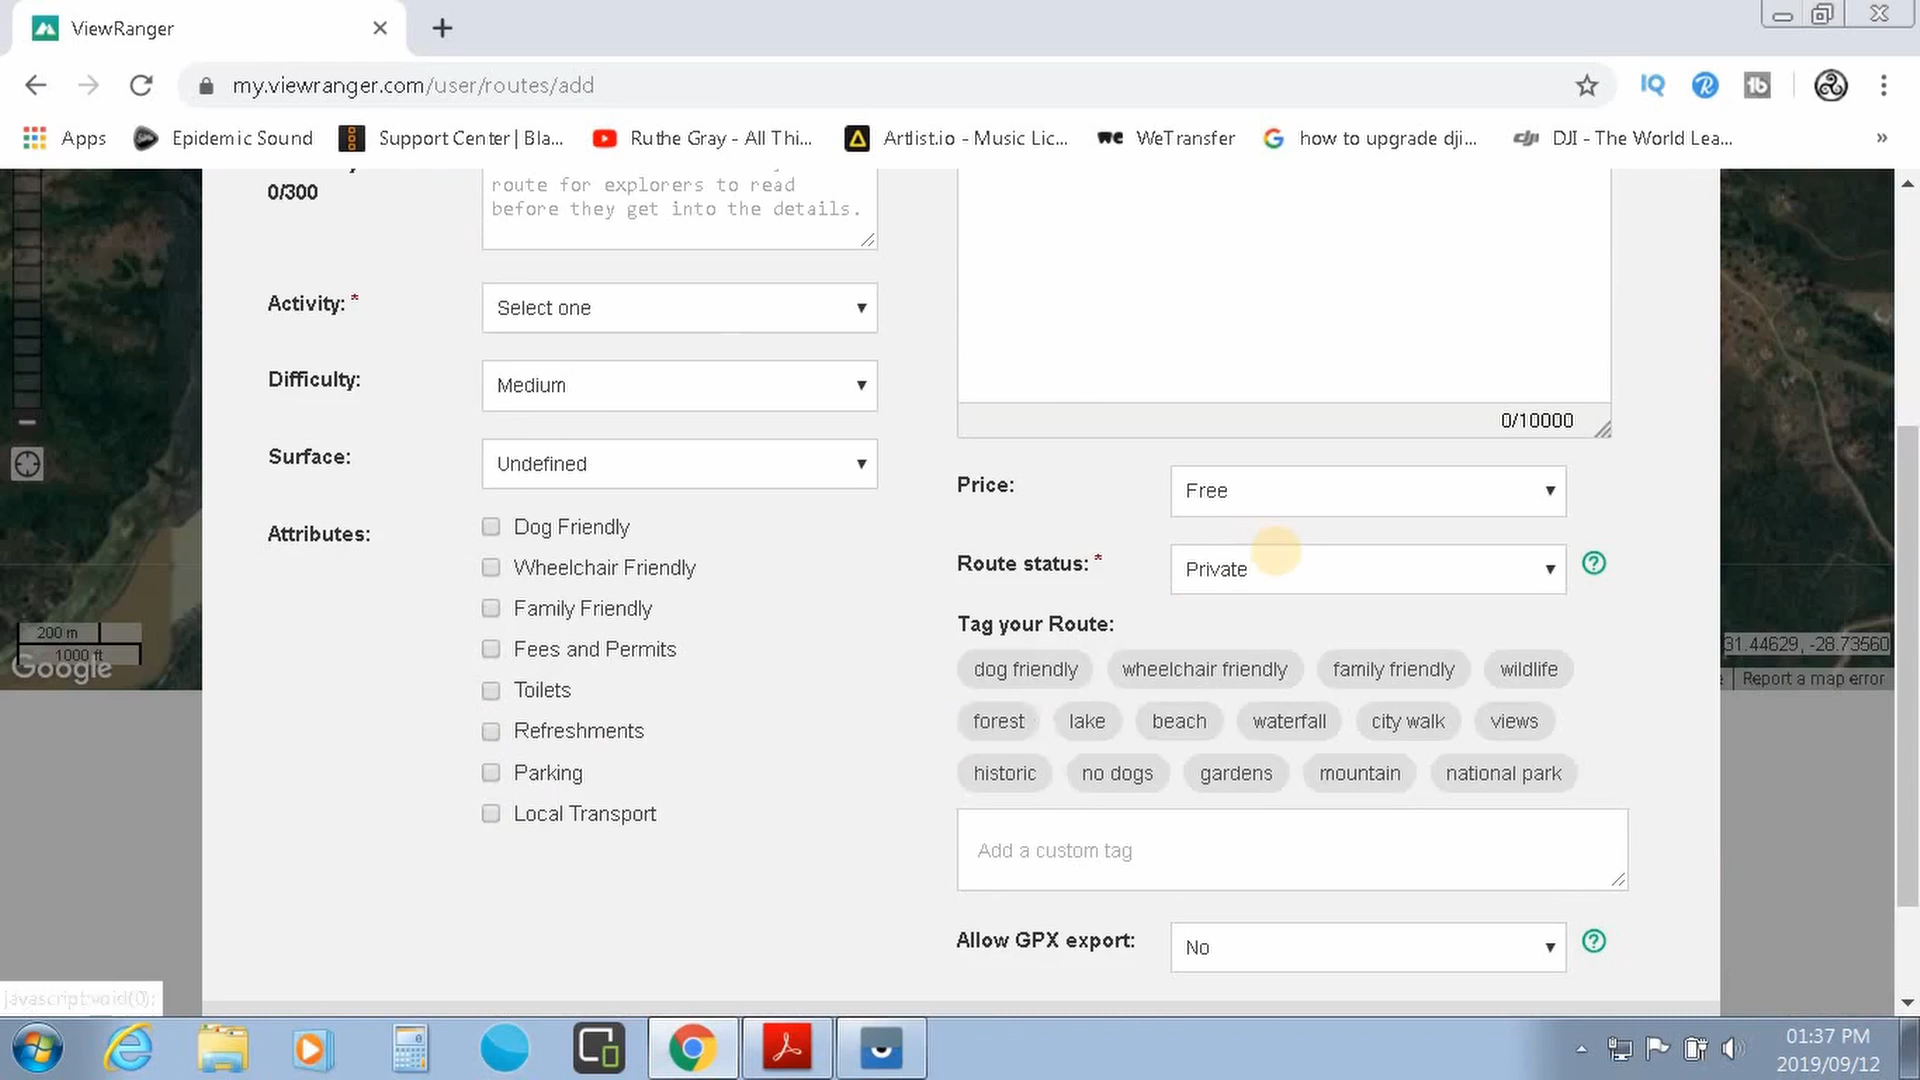 ViewRanger
my.viewranger.com/user/routes/add
Apps
Epidemic Sound
Support Center | Bla...
Ruthe Gray - All Thi...
Artlist.io - Music Lic...
WeTransfer
how to upgrade dji...
DJI - The World Lea...
»
0/300
route for explorers to read
before they get into the details.
Activity: *
Select one
Difficulty:
Medium
Surface:
Undefined
Attributes:
Dog Friendly
Wheelchair Friendly
Family Friendly
Fees and Permits
Toilets
Refreshments
Parking
Local Transport
0/10000
Price:
Free
Route status: *
Private
Tag your Route:
dog friendly wheelchair friendly family friendly wildlife
forest lake beach waterfall city walk views
historic no dogs gardens mountain national park
Add a custom tag
Allow GPX export:
No
200 m
1000 ft
Google
31.44629, -28.73560
Report a map error
javascript:void(0);
01:37 PM
2019/09/12